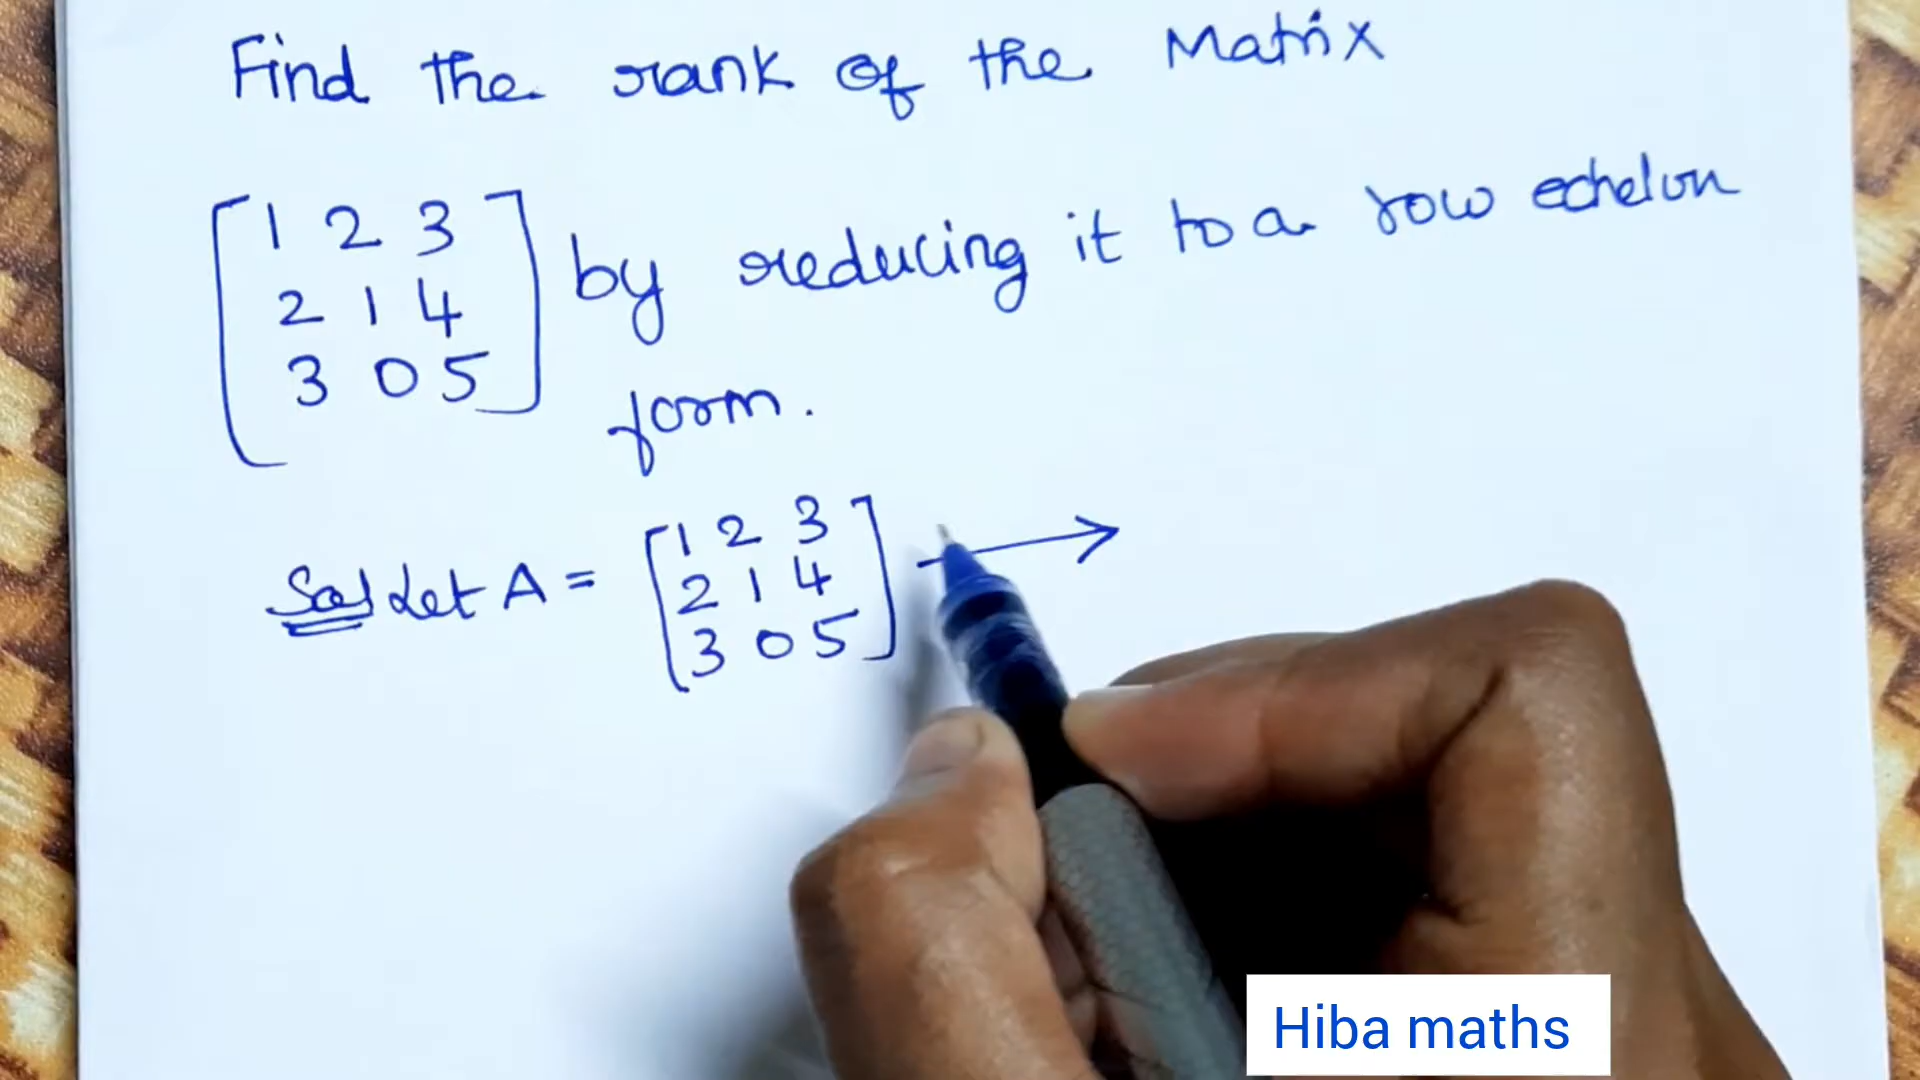 Find the rank of the Matrix
1 2 3
2 1 4
3 0 5
by reducing it to a row echelon
form.
Sol Let A =
1 2 3
2 1 4
3 0 5
Hiba maths